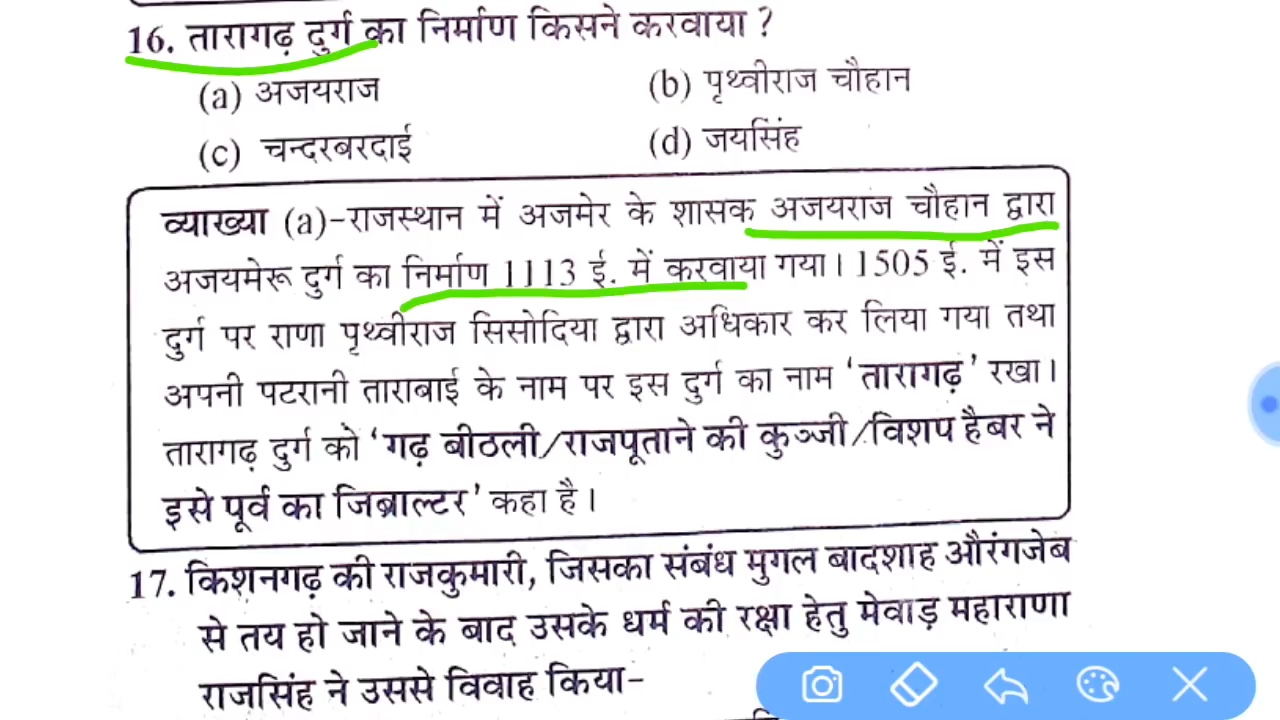 16. तारागढ़ दुर्ग का निर्माण किसने करवाया ?
(a) अजयराज (b) पृथ्वीराज चौहान
(c) चन्दरबरदाई (d) जयसिंह
व्याख्या (a)-राजस्थान में अजमेर के शासक अजयराज चौहान द्वारा
अजयमेरू दुर्ग का निर्माण 1113 ई. में करवाया गया। 1505 ई. में इस
दुर्ग पर राणा पृथ्वीराज सिसोदिया द्वारा अधिकार कर लिया गया तथा
अपनी पटरानी ताराबाई के नाम पर इस दुर्ग का नाम ‘तारागढ़’ रखा।
तारागढ़ दुर्ग को ‘गढ़ बीठली/राजपूताने की कुञ्जी/विशप हैबर ने
इसे पूर्व का जिब्राल्टर’ कहा है।
17. किशनगढ़ की राजकुमारी, जिसका संबंध मुगल बादशाह औरंगजेब
से तय हो जाने के बाद उसके धर्म की रक्षा हेतु मेवाड़ महाराणा
राजसिंह ने उससे विवाह किया-